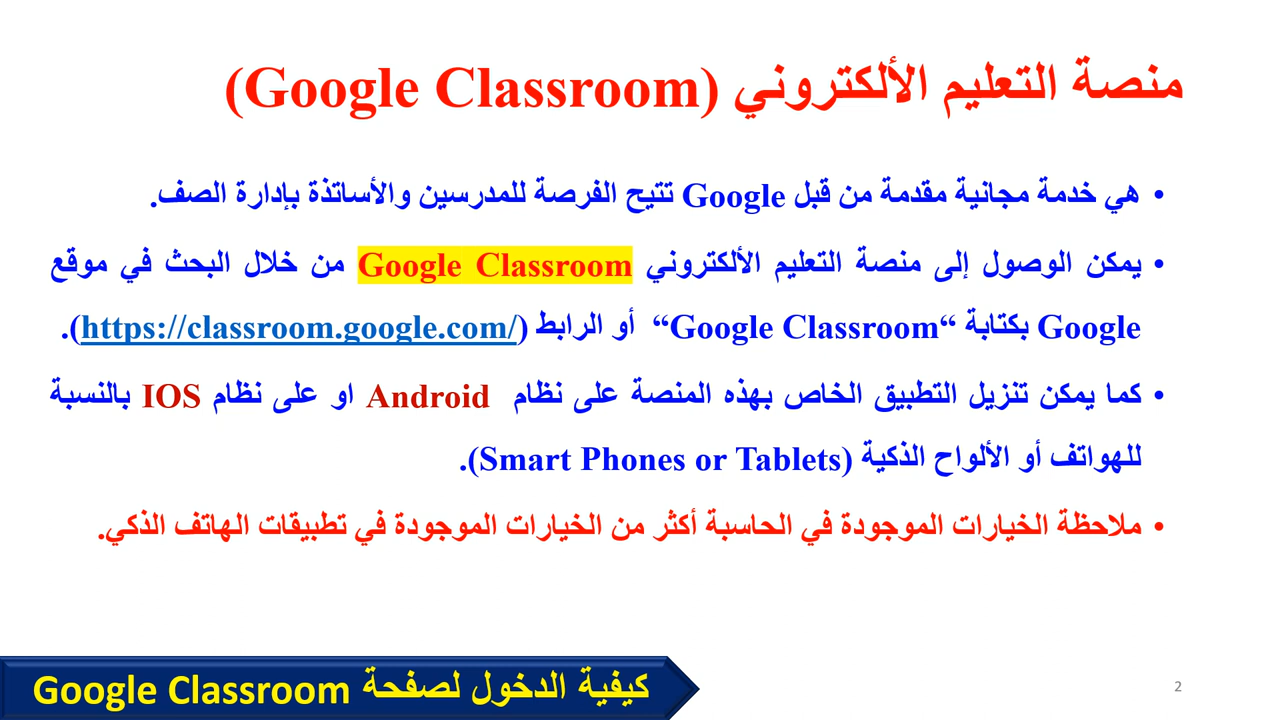 منصة التعليم الألكتروني (Google Classroom)
• هي خدمة مجانية مقدمة من قبل Google تتيح الفرصة للمدرسين والأساتذة بإدارة الصف.
• يمكن الوصول إلى منصة التعليم الألكتروني Google Classroom من خلال البحث في موقع
Google بكتابة “Google Classroom“ أو الرابط (https://classroom.google.com/).
• كما يمكن تنزيل التطبيق الخاص بهذه المنصة على نظام Android او على نظام IOS بالنسبة
للهواتف أو الألواح الذكية (Smart Phones or Tablets).
• ملاحظة الخيارات الموجودة في الحاسبة أكثر من الخيارات الموجودة في تطبيقات الهاتف الذكي.
كيفية الدخول لصفحة Google Classroom
2